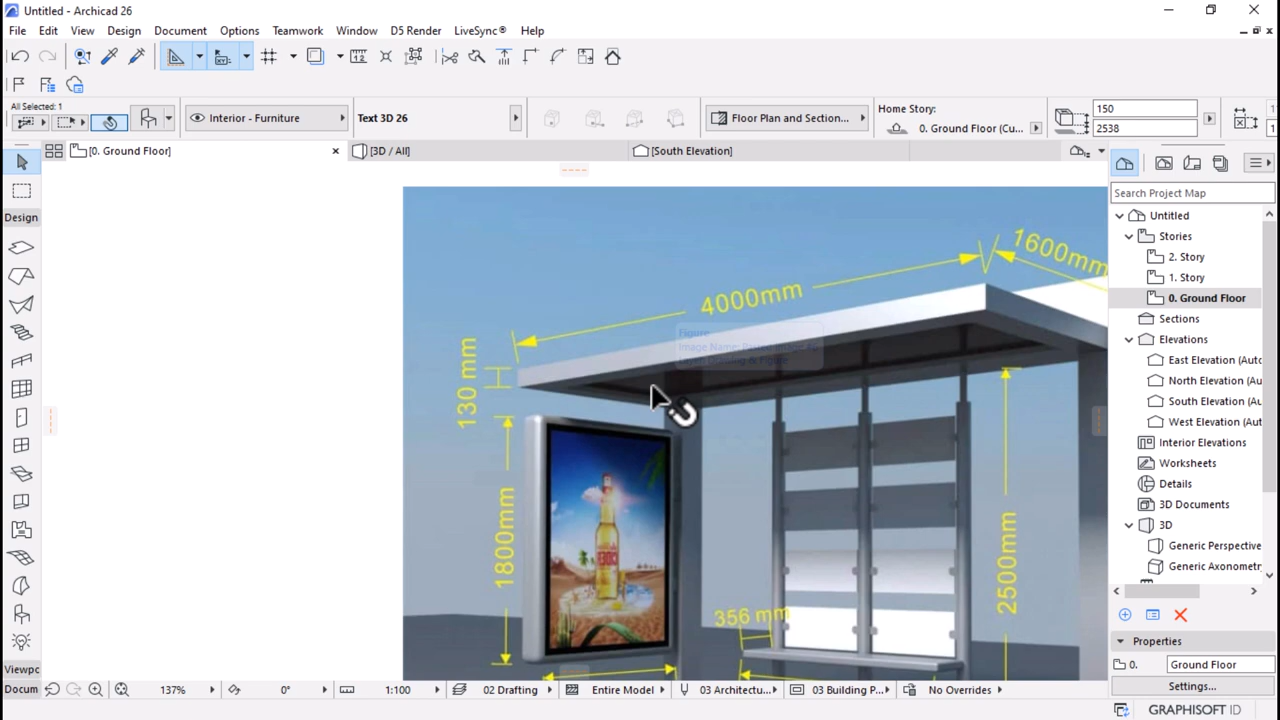 Untitled - Archicad 26
File Edit View Design Document Options Teamwork Window D5 Render LiveSync® Help
All Selected: 1
Interior - Furniture
Text 3D 26
Floor Plan and Section...
Home Story:
0. Ground Floor (Cu...
150
2538
[0. Ground Floor]
[3D / All]
[South Elevation]
Design
Search Project Map
Untitled
Stories
2. Story
1. Story
0. Ground Floor
Sections
Elevations
East Elevation (Auto
North Elevation (Aut
South Elevation (Aut
West Elevation (Aut
Interior Elevations
Worksheets
Details
3D Documents
3D
Generic Perspective
Generic Axonometr
1600mm
4000mm
130 mm
1800mm
356 mm
2500mm
Figure
Properties
0. Ground Floor
Settings...
GRAPHISOFT ID
Viewpc
Docum
137%
0°
1:100
02 Drafting
Entire Model
03 Architectu...
03 Building P...
No Overrides